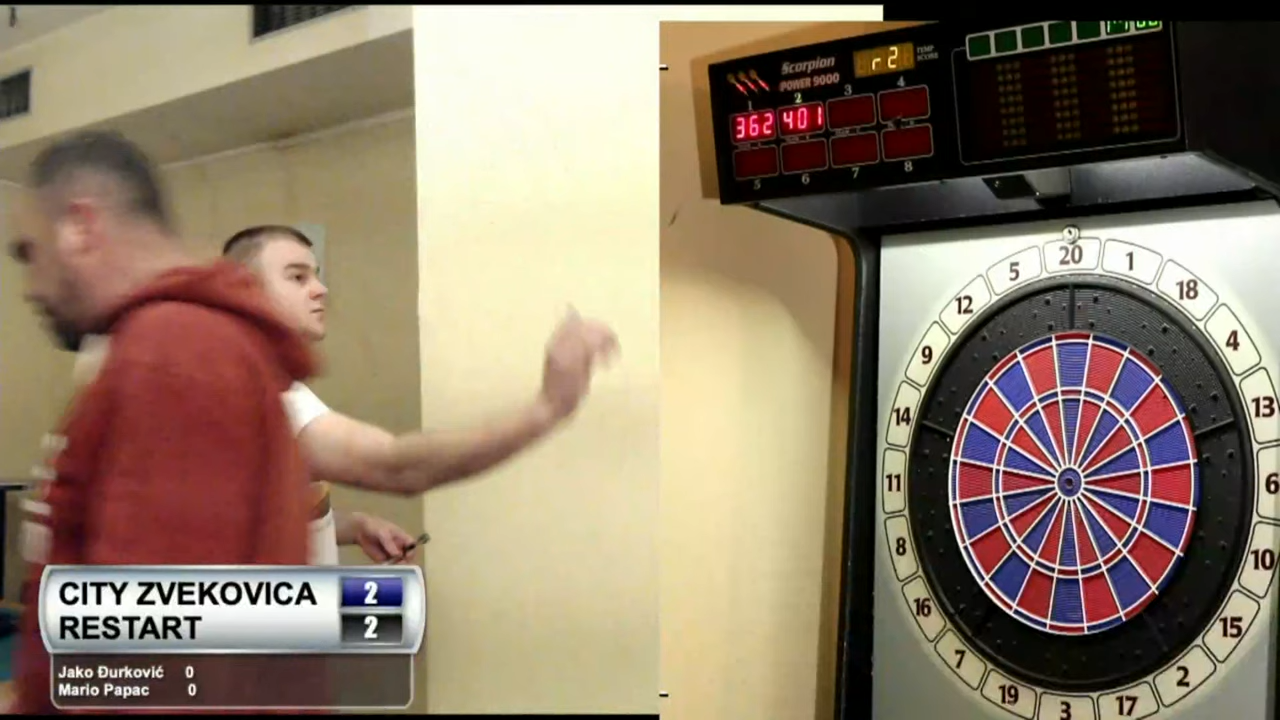 Scorpion
POWER 9000
r2
TEMP
SCORE
1 2 3 4
362 401
5 6 7 8
20
1
18
4
13
6
10
15
2
17
3
19
7
16
8
11
14
9
12
5
CITY ZVEKOVICA 2
RESTART 2
Jako Đurković 0
Mario Papac 0